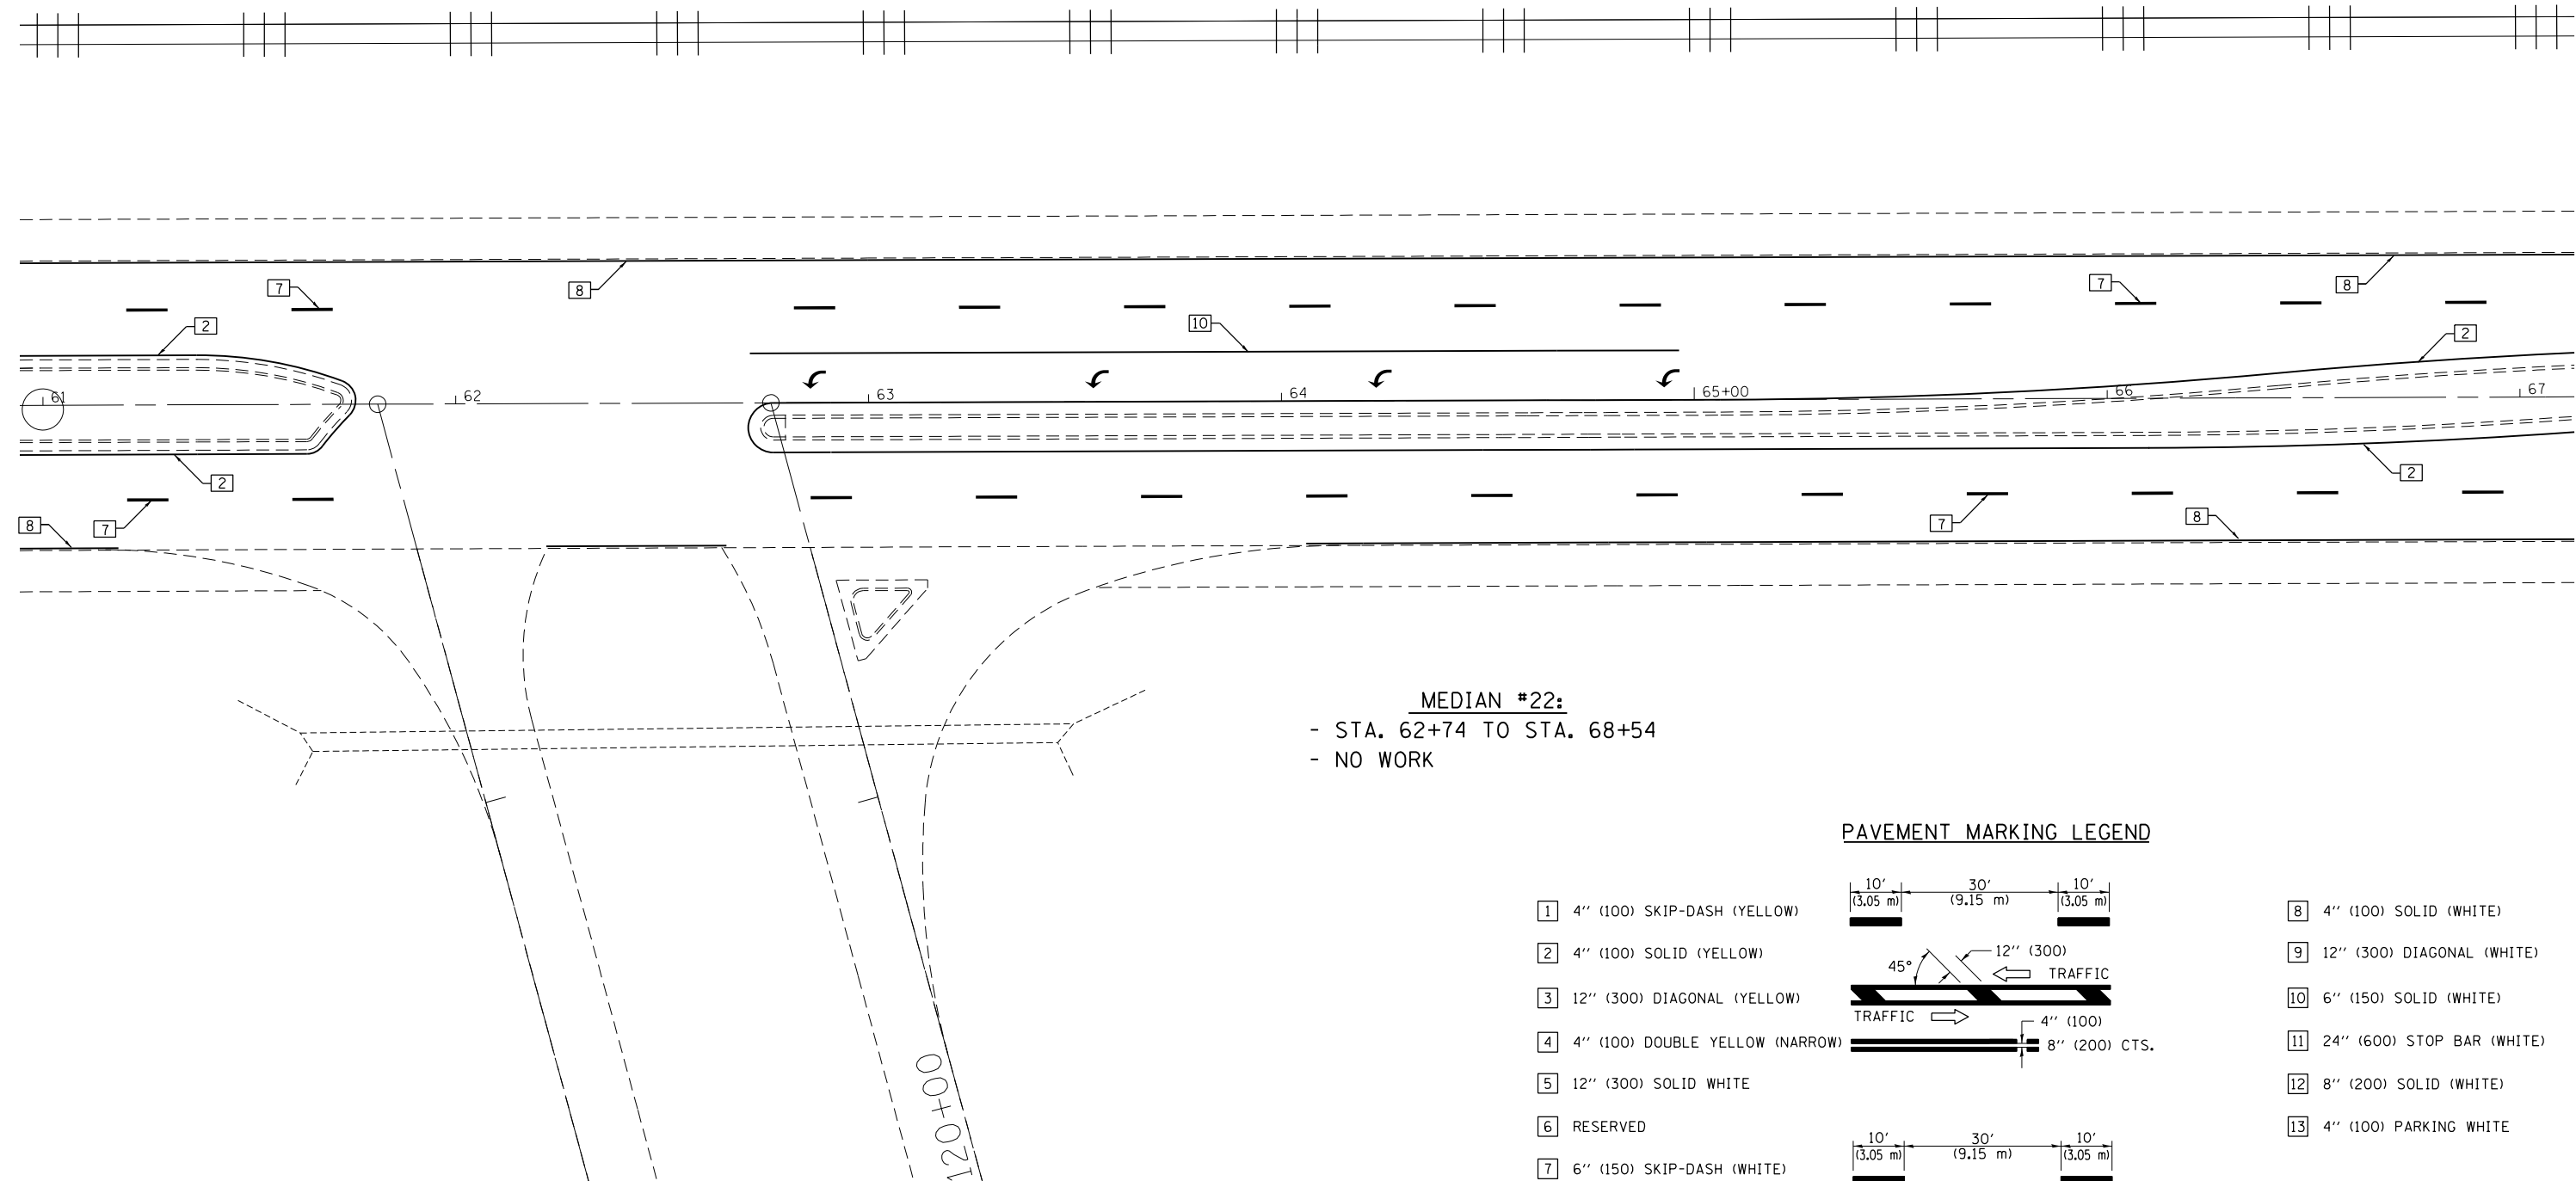 7
8
7
8
2
10
2
61
62
63
64
65+00
66
67
2
2
8
7
7
8
MEDIAN #22:
- STA. 62+74 TO STA. 68+54
- NO WORK
120+00
PAVEMENT MARKING LEGEND
10' 30' 10'
(3.05 m) (9.15 m) (3.05 m)
1 4'' (100) SKIP-DASH (YELLOW)
2 4'' (100) SOLID (YELLOW)
45° 12'' (300)
TRAFFIC
3 12'' (300) DIAGONAL (YELLOW)
TRAFFIC
4'' (100)
4 4'' (100) DOUBLE YELLOW (NARROW) 8'' (200) CTS.
5 12'' (300) SOLID WHITE
6 RESERVED
10' 30' 10'
(3.05 m) (9.15 m) (3.05 m)
7 6'' (150) SKIP-DASH (WHITE)
8 4'' (100) SOLID (WHITE)
9 12'' (300) DIAGONAL (WHITE)
10 6'' (150) SOLID (WHITE)
11 24'' (600) STOP BAR (WHITE)
12 8'' (200) SOLID (WHITE)
13 4'' (100) PARKING WHITE